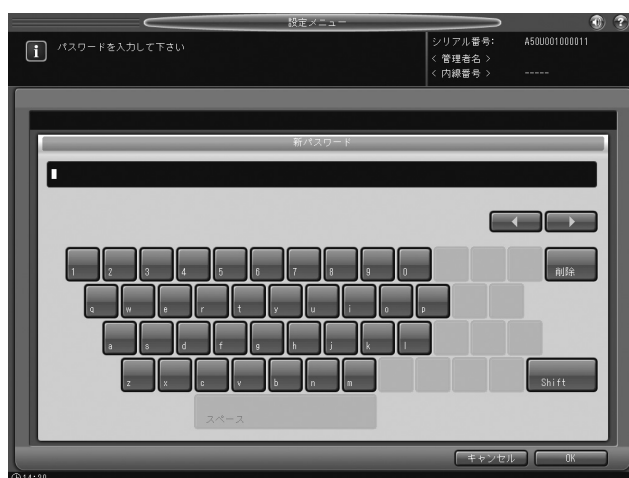 設定メニュー
パスワードを入力して下さい
シリアル番号: A50U001000011
< 管理者名 >
< 内線番号 > -----
新パスワード
1 2 3 4 5 6 7 8 9 0 削除
q w e r t y u i o p
a s d f g h j k l
z x c v b n m Shift
スペース
キャンセル OK
14:20